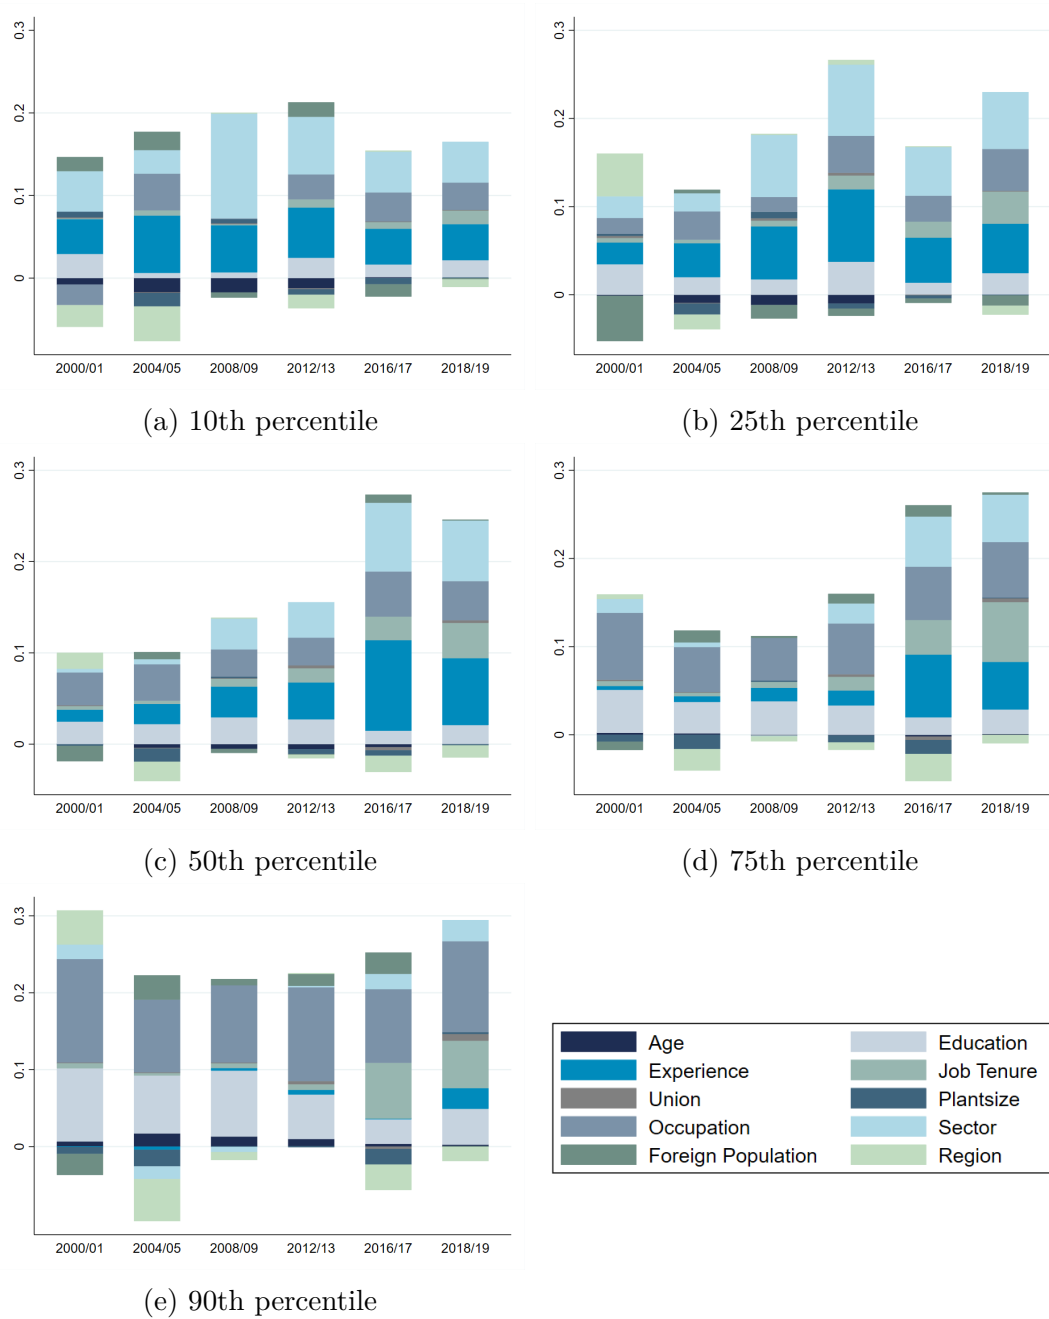 0.3
0.2
0.1
0
2000/01 2004/05 2008/09 2012/13 2016/17 2018/19
(a) 10th percentile
0.3
0.2
0.1
0
2000/01 2004/05 2008/09 2012/13 2016/17 2018/19
(b) 25th percentile
0.3
0.2
0.1
0
2000/01 2004/05 2008/09 2012/13 2016/17 2018/19
(c) 50th percentile
0.3
0.2
0.1
0
2000/01 2004/05 2008/09 2012/13 2016/17 2018/19
(d) 75th percentile
0.3
0.2
0.1
0
2000/01 2004/05 2008/09 2012/13 2016/17 2018/19
(e) 90th percentile
Age Education
Experience Job Tenure
Union Plantsize
Occupation Sector
Foreign Population Region